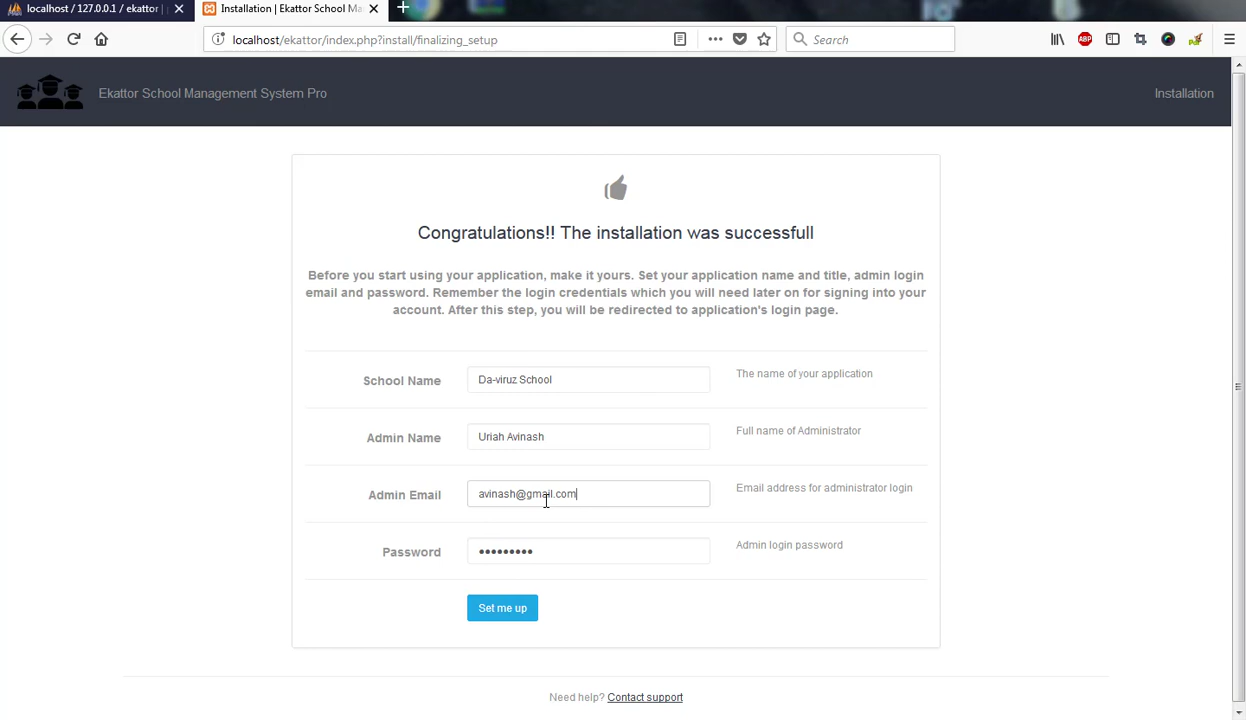 localhost / 127.0.0.1 / ekattor |
Installation | Ekattor School Ma
localhost/ekattor/index.php?install/finalizing_setup
Search
ABP
Ekattor School Management System Pro
Installation
Congratulations!! The installation was successfull
Before you start using your application, make it yours. Set your application name and title, admin login
email and password. Remember the login credentials which you will need later on for signing into your
account. After this step, you will be redirected to application's login page.
School Name
Da-viruz School
The name of your application
Admin Name
Uriah Avinash
Full name of Administrator
Admin Email
avinash@gmail.com
Email address for administrator login
Password
•••••••••
Admin login password
Set me up
Need help? Contact support